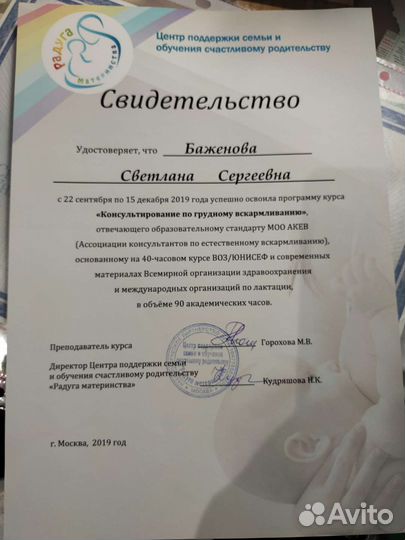 Радуга
материнства
Центр поддержки семьи и
обучения счастливому родительству
Свидетельство
Удостоверяет, что Баженова
Светлана Сергеевна
с 22 сентября по 15 декабря 2019 года успешно освоила программу курса
«Консультирование по грудному вскармливанию»,
отвечающего образовательному стандарту МОО АКЕВ
(Ассоциации консультантов по естественному вскармливанию),
основанному на 40-часовом курсе ВОЗ/ЮНИСЕФ и современных
материалах Всемирной организации здравоохранения
и международных организаций по лактации,
в объёме 90 академических часов.
Преподаватель курса Горохова М.В.
Директор Центра поддержки семьи
и обучения счастливому родительству
«Радуга материнства» Кудряшова Н.К.
г. Москва, 2019 год
Avito